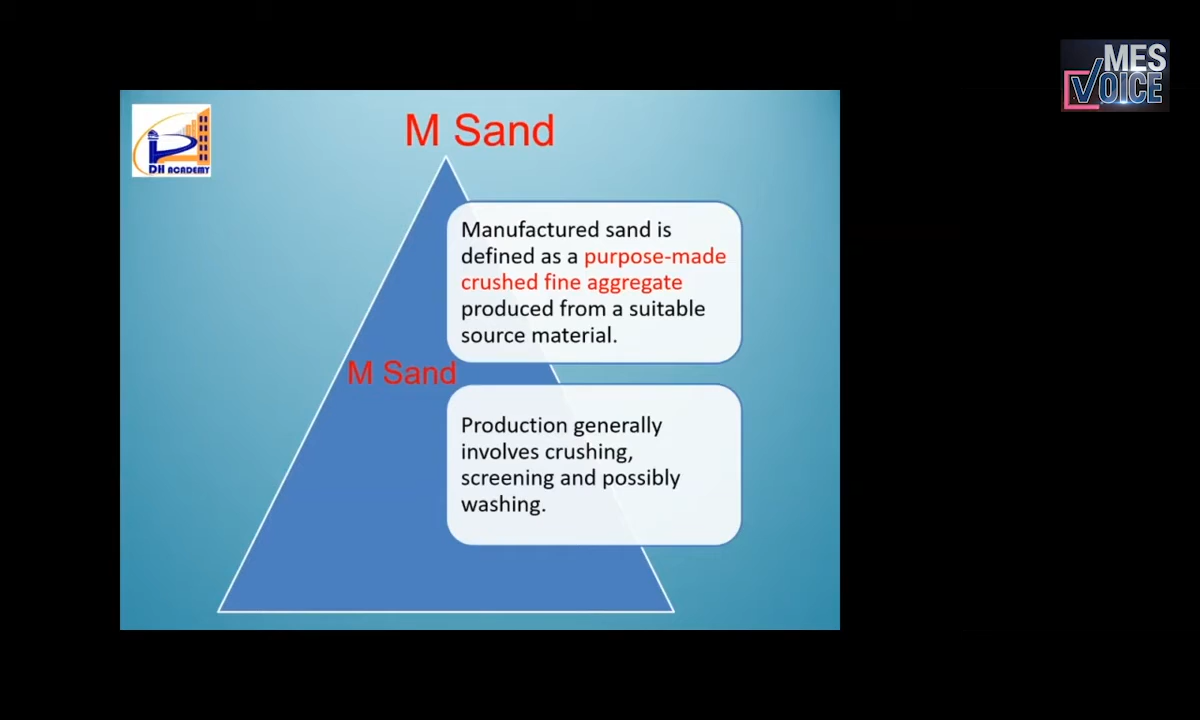 MES
VOICE
DH ACADEMY
M Sand
Manufactured sand is
defined as a purpose-made
crushed fine aggregate
produced from a suitable
source material.
M Sand
Production generally
involves crushing,
screening and possibly
washing.